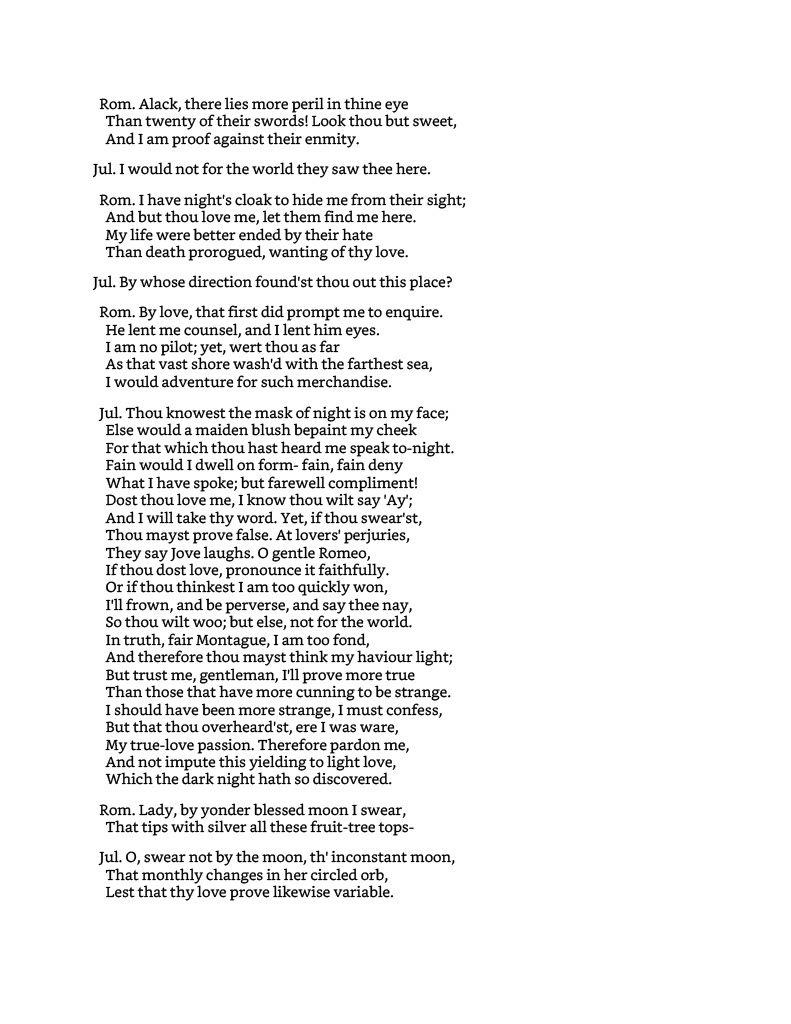 Rom. Alack, there lies more peril in thine eye
Than twenty of their swords! Look thou but sweet,
And I am proof against their enmity.
Jul. I would not for the world they saw thee here.
Rom. I have night's cloak to hide me from their sight;
And but thou love me, let them find me here.
My life were better ended by their hate
Than death prorogued, wanting of thy love.
Jul. By whose direction found'st thou out this place?
Rom. By love, that first did prompt me to enquire.
He lent me counsel, and I lent him eyes.
I am no pilot; yet, wert thou as far
As that vast shore wash'd with the farthest sea,
I would adventure for such merchandise.
Jul. Thou knowest the mask of night is on my face;
Else would a maiden blush bepaint my cheek
For that which thou hast heard me speak to-night.
Fain would I dwell on form- fain, fain deny
What I have spoke; but farewell compliment!
Dost thou love me, I know thou wilt say 'Ay';
And I will take thy word. Yet, if thou swear'st,
Thou mayst prove false. At lovers' perjuries,
They say Jove laughs. O gentle Romeo,
If thou dost love, pronounce it faithfully.
Or if thou thinkest I am too quickly won,
I'll frown, and be perverse, and say thee nay,
So thou wilt woo; but else, not for the world.
In truth, fair Montague, I am too fond,
And therefore thou mayst think my haviour light;
But trust me, gentleman, I'll prove more true
Than those that have more cunning to be strange.
I should have been more strange, I must confess,
But that thou overheard'st, ere I was ware,
My true-love passion. Therefore pardon me,
And not impute this yielding to light love,
Which the dark night hath so discovered.
Rom. Lady, by yonder blessed moon I swear,
That tips with silver all these fruit-tree tops-
Jul. O, swear not by the moon, th' inconstant moon,
That monthly changes in her circled orb,
Lest that thy love prove likewise variable.